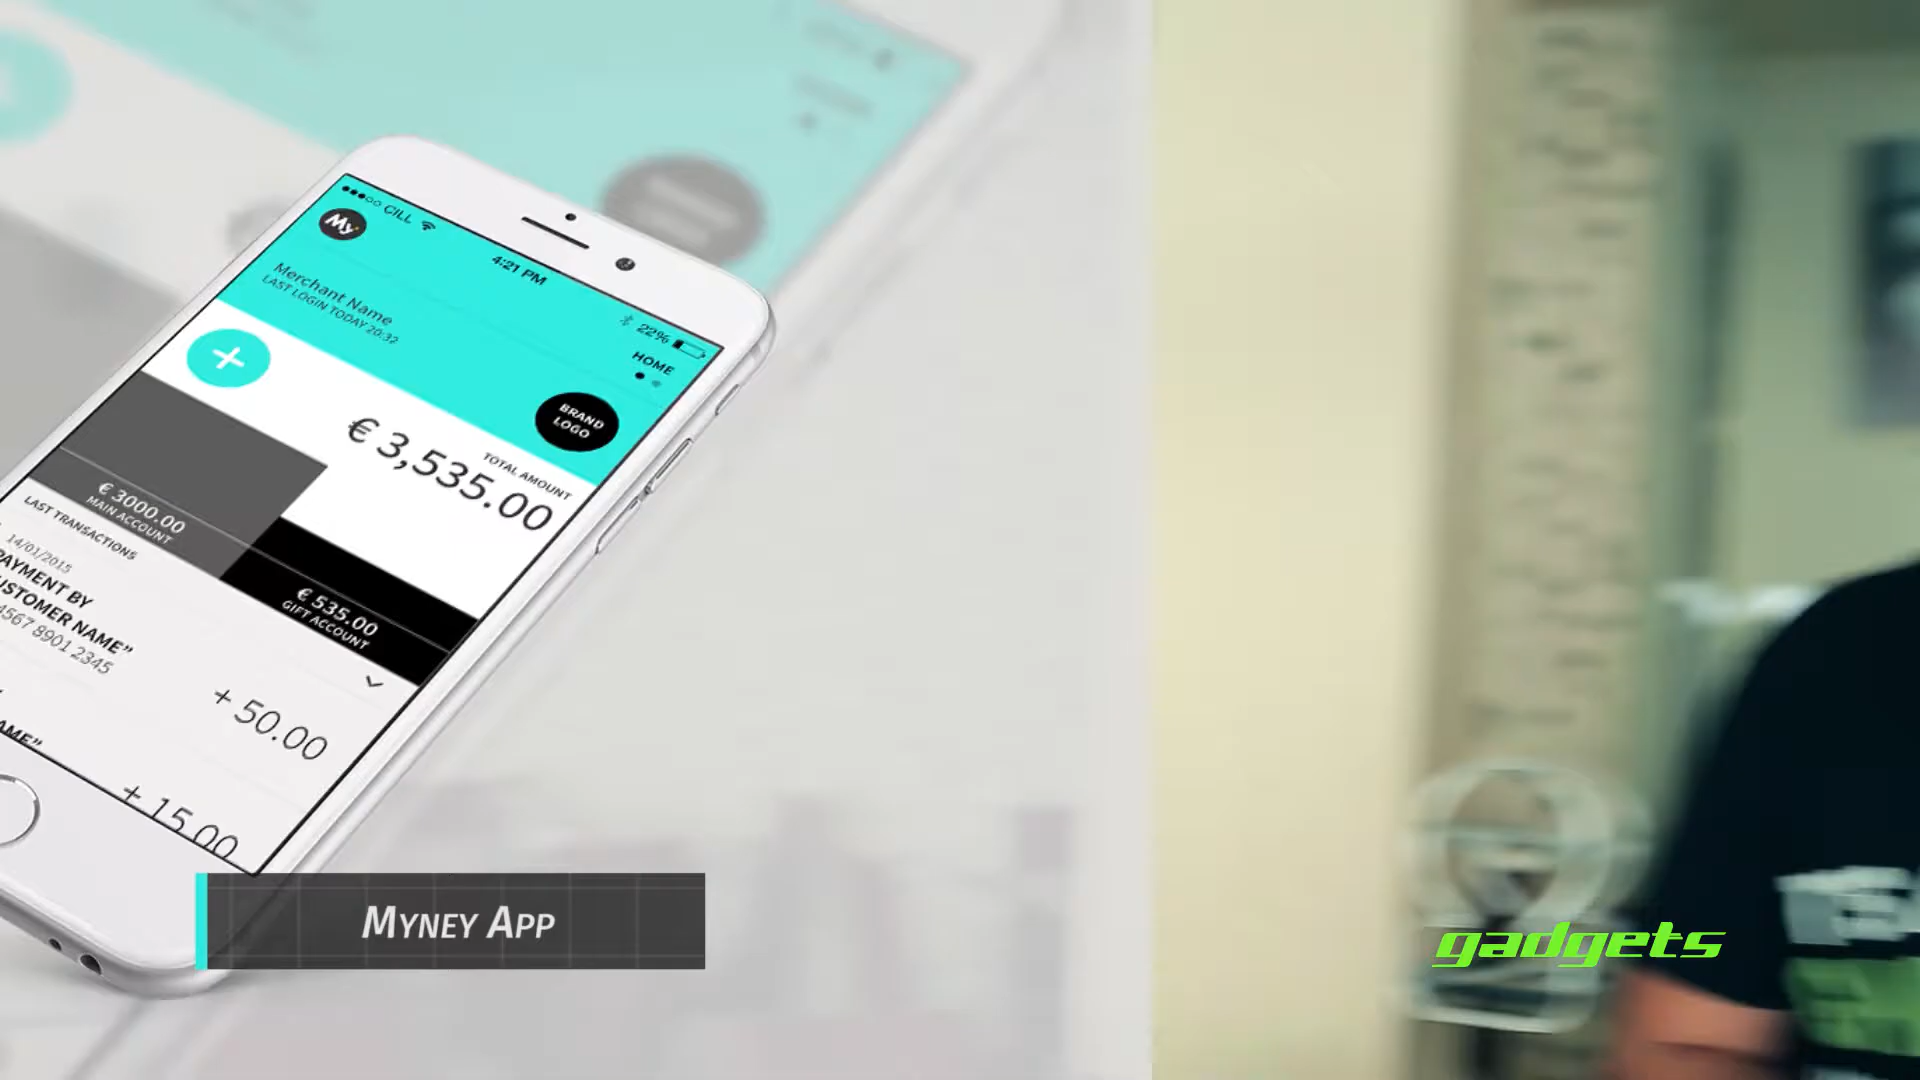 CILL
My
4:21 PM
22%
Merchant Name
LAST LOGIN TODAY 20:32
HOME
BRAND
LOGO
TOTAL AMOUNT
€ 3,535.00
€ 3000.00
MAIN ACCOUNT
€ 535.00
GIFT ACCOUNT
LAST TRANSACTIONS
14/01/2015
PAYMENT BY
CUSTOMER NAME”
4567 8901 2345
+ 50.00
+ 15.00
MYNEY APP
2
gadgets